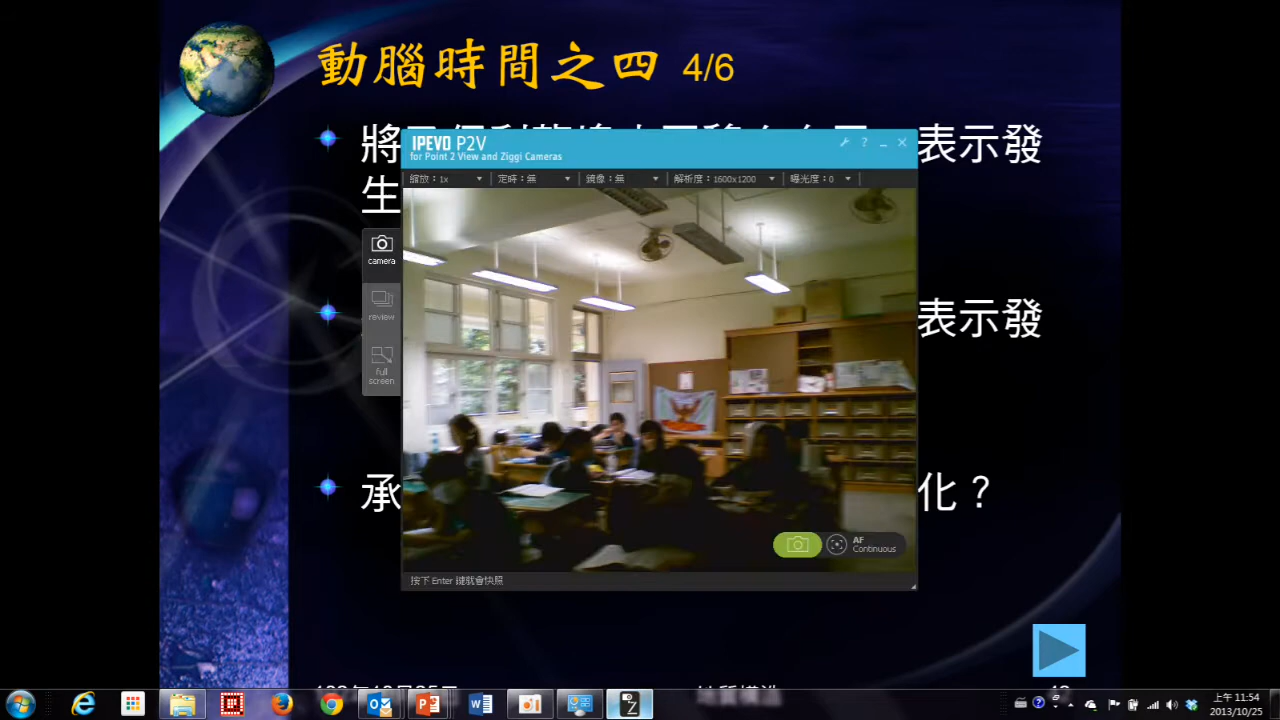 動腦時間之四 4/6
將
表示發
生
表示發
承
化？
IPEVO P2V
for Point 2 View and Ziggi Cameras
縮放：1x
定時：無
鏡像：無
解析度：1600x1200
曝光度：0
camera
review
full
screen
AF
Continuous
按下 Enter 鍵就會快照
上午 11:54
2013/10/25